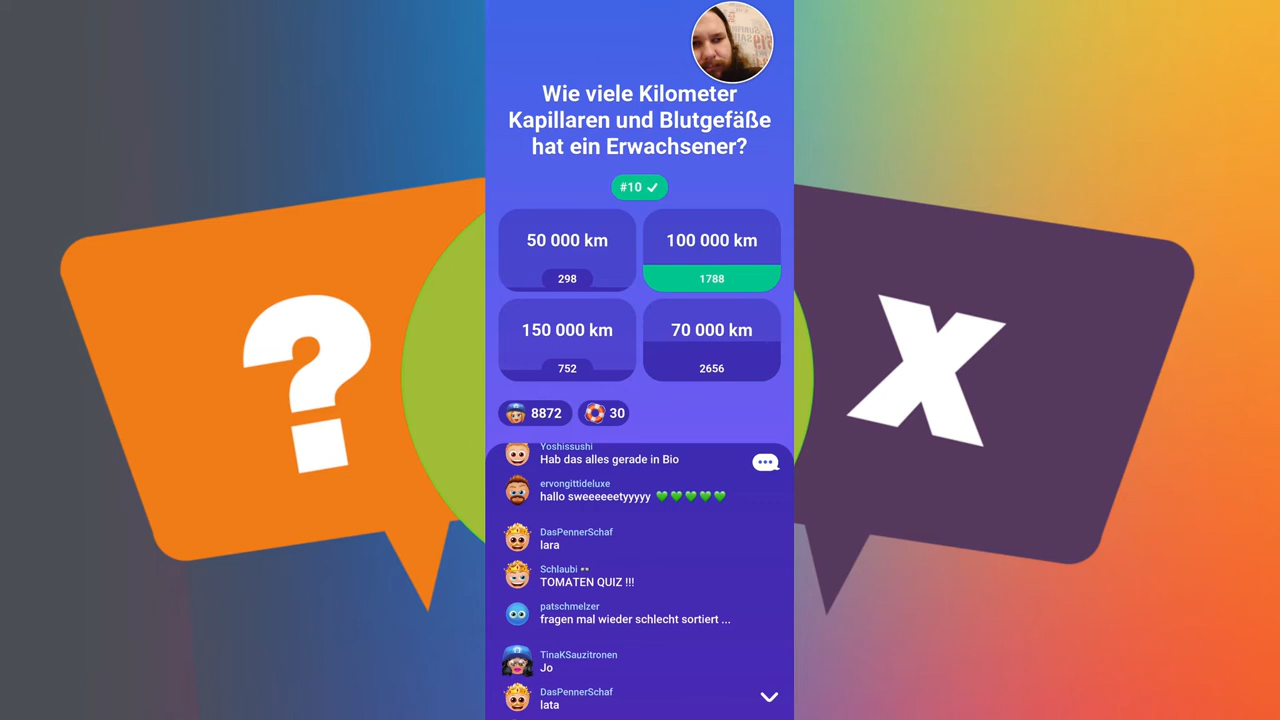 ?
X
Wie viele Kilometer
Kapillaren und Blutgefäße
hat ein Erwachsener?
#10
50 000 km
298
100 000 km
1788
150 000 km
752
70 000 km
2656
8872
30
Yoshissushi
Hab das alles gerade in Bio
ervongittideluxe
hallo sweeeeeetyyyyy 💚💚💚💚💚
DasPennerSchaf
lara
Schlaubi 👀
TOMATEN QUIZ !!!
patschmelzer
fragen mal wieder schlecht sortiert ...
TinaKSauzitronen
Jo
DasPennerSchaf
lata